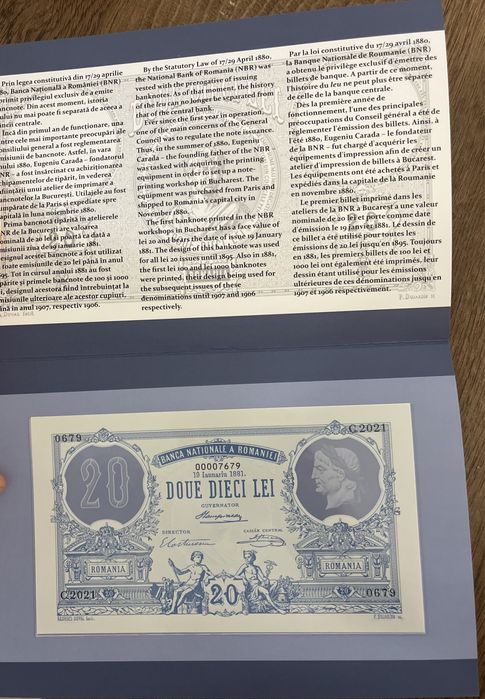 Prin legea constitutivă din 17/29 aprilie
80, Banca Națională a României (BNR)
primit privilegiul exclusiv de a emite
ancnote. Din acest moment, istoria
ului nu mai poate fi separată de aceea a
ncii centrale.
Încă din primul an de funcționare, una
ntre cele mai importante preocupări ale
nsiliului general a fost reglementarea
misiunii de bancnote. Astfel, în vara
ului 1880, Eugeniu Carada – fondatorul
NR – a fost însărcinat cu achiziționarea
chipamentelor de tipărit, în vederea
ființării unui atelier de imprimare a
ancnotelor la București. Utilajele au fost
mpărate de la Paris și expediate spre
apitală în luna noiembrie 1880.
Prima bancnotă tipărită în atelierele
NR de la București a avut valoarea
ominală de 20 lei și poartă ca dată a
misiunii ziua de 19 ianuarie 1881.
esignul acestei bancnote a fost utilizat
toate emisiunile de 20 lei până în anul
95. Tot în cursul anului 1881 au fost
părite și primele bancnote de 100 și 1000
i, designul acestora fiind întrebuințat la
misiunile ulterioare ale acestor cupiuri,
ână în anul 1907, respectiv 1906.
By the Statutory Law of 17/29 April 1880,
the National Bank of Romania (NBR) was
vested with the prerogative of issuing
banknotes. As of that moment, the history
of the leu can no longer be separated from
that of the central bank.
Ever since the first year in operation,
one of the main concerns of the General
Council was to regulate the note issuance.
Thus, in the summer of 1880, Eugeniu
Carada – the founding father of the NBR –
was tasked with acquiring the printing
equipment in order to set up a note-
printing workshop in Bucharest. The
equipment was purchased from Paris and
shipped to Romania's capital city in
November 1880.
The first banknote printed in the NBR
workshops in Bucharest has a face value of
lei 20 and bears the date of issue 19 January
1881. The design of this banknote was used
for all lei 20 issues until 1895. Also in 1881,
the first lei 100 and lei 1000 banknotes
were printed, their design being used for
the subsequent issues of these
denominations until 1907 and 1906
respectively.
Par la loi constitutive du 17/29 avril 1880,
la Banque Nationale de Roumanie (BNR)
a obtenu le privilège exclusif d'émettre des
billets de banque. A partir de ce moment,
l'histoire du leu ne peut plus être séparée
de celle de la banque centrale.
Dès la première année de
fonctionnement, l'une des principales
préoccupations du Conseil général a été de
réglementer l'émission des billets. Ainsi, à
l'été 1880, Eugeniu Carada – le fondateur
de la BNR – fut chargé d'acquérir les
équipements d'impression afin de créer un
atelier d'impression de billets à Bucarest.
Les équipements ont été achetés à Paris et
expédiés dans la capitale de la Roumanie
en novembre 1880.
Le premier billet imprimé dans les
ateliers de la BNR à Bucarest a une valeur
nominale de 20 lei et porte comme date
d'émission le 19 janvier 1881. Le dessin de
ce billet a été utilisé pour toutes les
émissions de 20 lei jusqu'en 1895. Toujours
en 1881, les premiers billets de 100 lei et
1000 lei ont également été imprimés, leur
dessin étant utilisé pour les émissions
ultérieures de ces dénominations jusqu'en
1907 et 1906 respectivement.
DUVAL fecit
P. DUJARDIN sc
0679
C.2021
BANCA NATIONALE A ROMANIEI
00007679
19 Ianuariu 1881.
20
DOUE DIECI LEI
GUVERNATOR
DIRECTOR
CASIAR CENTRAL
ROMANIA
ROMANIA
20
C.2021
0679
GEORGES DUVAL fecit.
P. DUJARDIN sc.